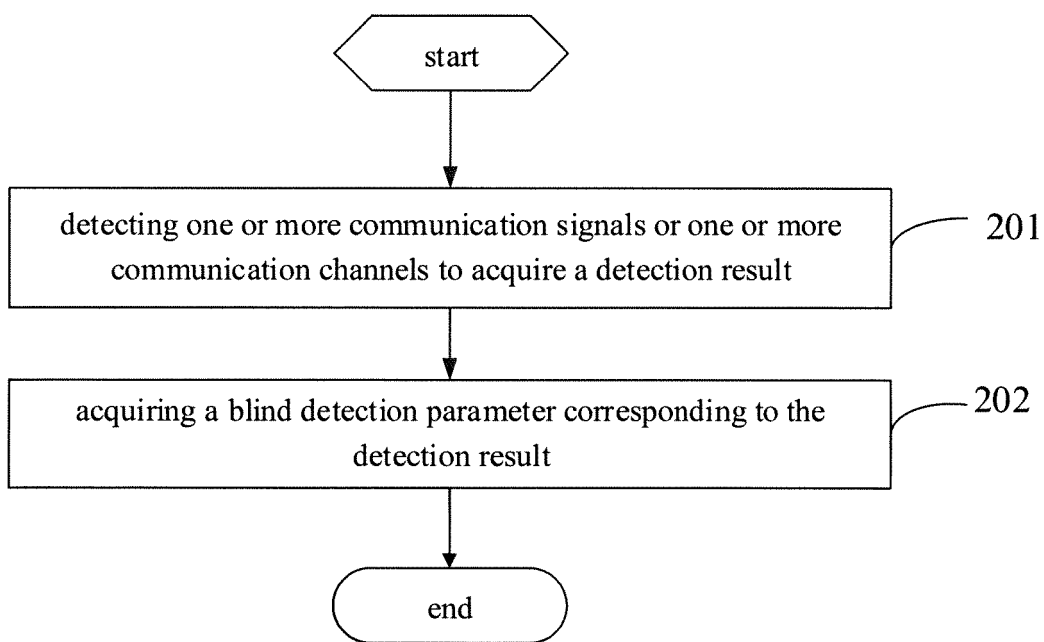 start
detecting one or more communication signals or one or more
communication channels to acquire a detection result
201
acquiring a blind detection parameter corresponding to the
detection result
202
end